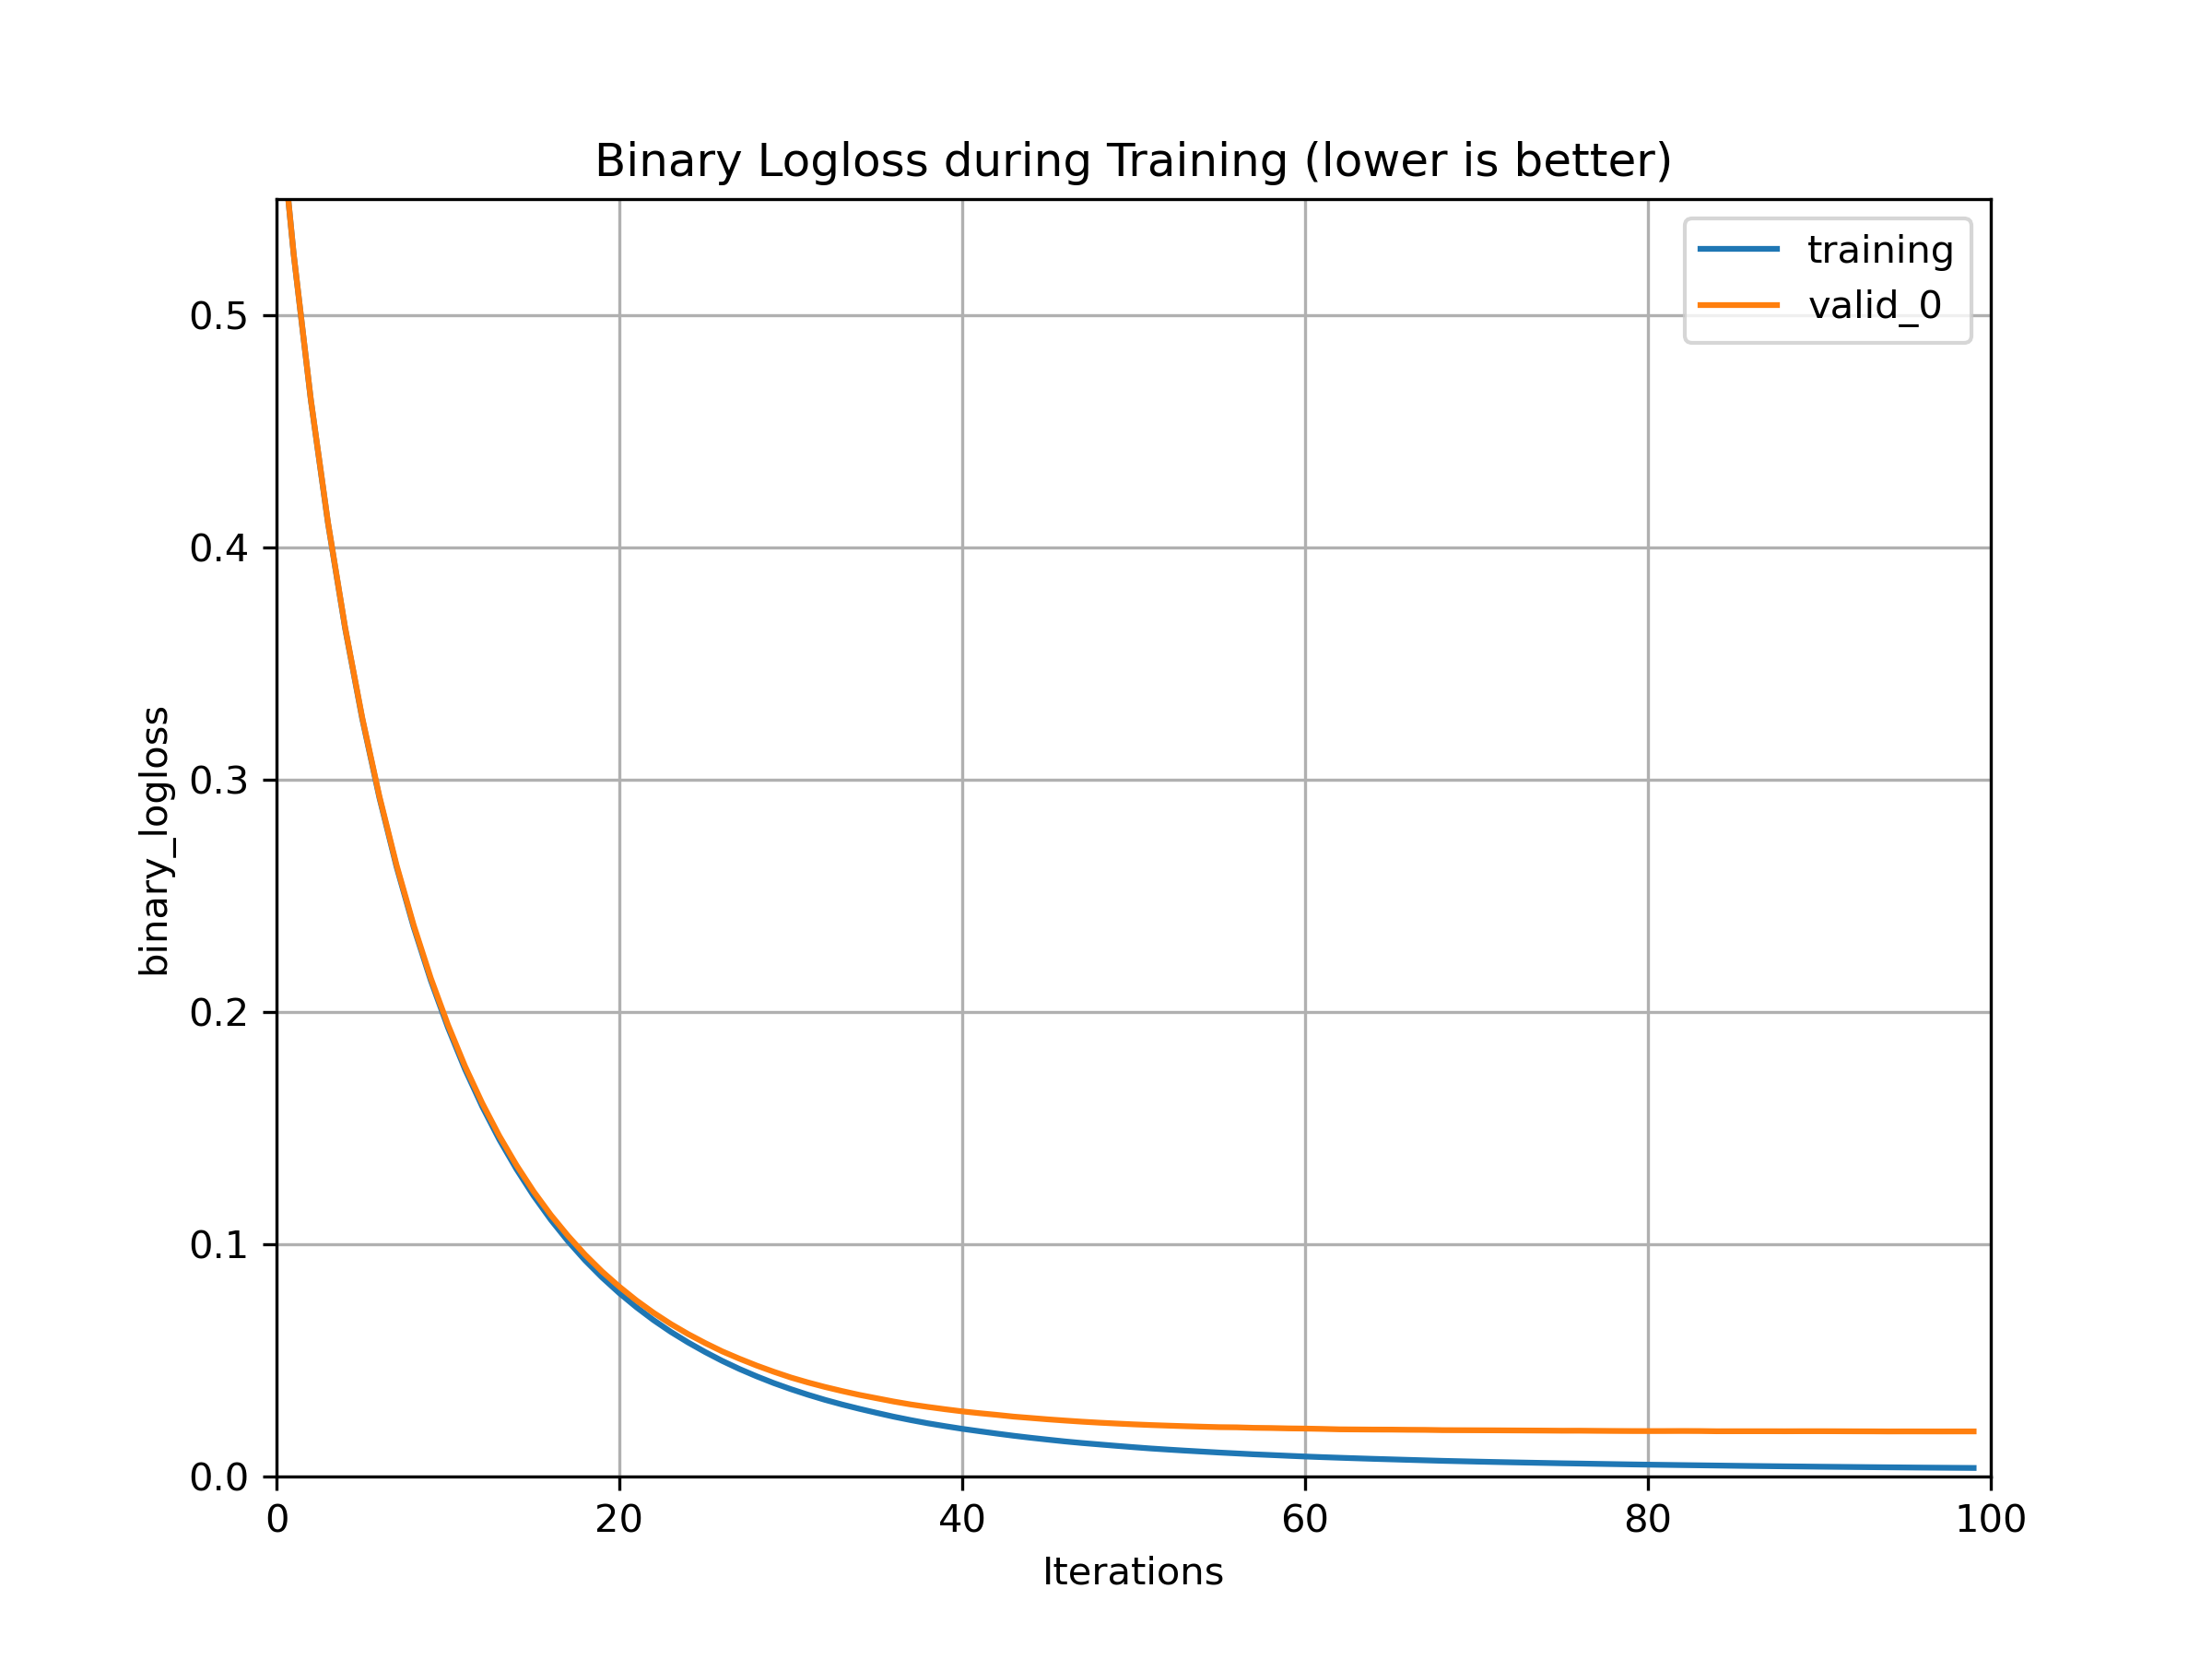 Binary Logloss during Training (lower is better)
training
valid_0
binary_logloss
0.5
0.4
0.3
0.2
0.1
0.0
0 20 40 60 80 100
Iterations